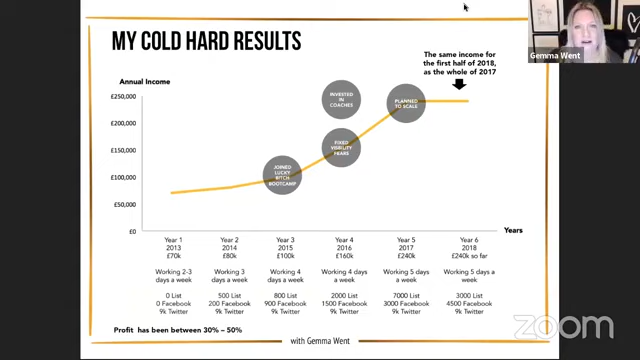 MY COLD HARD RESULTS
Gemma Went
The same income for
the first half of 2018,
as the whole of 2017
Annual Income
£250,000
£200,000
£150,000
£100,000
£50,000
£0
INVESTED
IN
COACHES
PLANNED
TO SCALE
FIXED
VISIBILITY
FEARS
JOINED
LUCKY
BITCH
BOOTCAMP
Years
Year 1
2013
£70k
Year 2
2014
£80k
Year 3
2015
£100k
Year 4
2016
£160k
Year 5
2017
£240k
Year 6
2018
£240k so far
Working 2-3
days a week
Working 3
days a week
Working 4
days a week
Working 4 days
a week
Working 5 days
a week
Working 5 days a
week
0 List
0 Facebook
9k Twitter
500 List
200 Facebook
9k Twitter
800 List
900 Facebook
9k Twitter
2000 List
1500 Facebook
9k Twitter
7000 List
3000 Facebook
9k Twitter
3000 List
4500 Facebook
9k Twitter
Profit has been between 30% – 50%
with Gemma Went
zoom